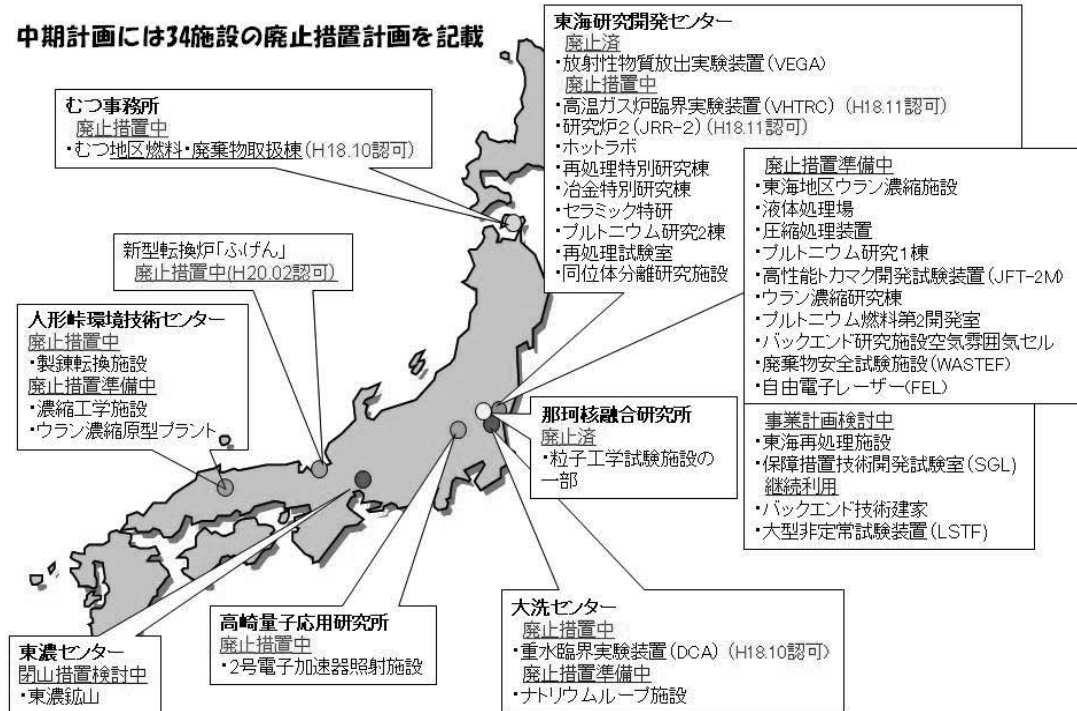 中期計画には34施設の廃止措置計画を記載
むつ事務所
廃止措置中
・むつ地区燃料・廃棄物取扱棟(H18.10認可)
新型転換炉「ふげん」
廃止措置中(H20.02認可)
人形峠環境技術センター
廃止措置中
・製錬転換施設
廃止措置準備中
・濃縮工学施設
・ウラン濃縮原型プラント
東濃センター
閉山措置検討中
・東濃鉱山
高崎量子応用研究所
廃止措置中
・2号電子加速器照射施設
東海研究開発センター
廃止済
・放射性物質放出実験装置(VEGA)
廃止措置中
・高温ガス炉臨界実験装置(VHTRC) (H18.11認可)
・研究炉2(JRR-2) (H18.11認可)
・ホットラボ
・再処理特別研究棟
・冶金特別研究棟
・セラミック特研
・プルトニウム研究2棟
・再処理試験室
・同位体分離研究施設
廃止措置準備中
・東海地区ウラン濃縮施設
・液体処理場
・圧縮処理装置
・プルトニウム研究1棟
・高性能トカマク開発試験装置(JFT-2M)
・ウラン濃縮研究棟
・プルトニウム燃料第2開発室
・バックエンド研究施設空気雰囲気セル
・廃棄物安全試験施設(WASTEF)
・自由電子レーザー(FEL)
事業計画検討中
・東海再処理施設
・保障措置技術開発試験室(SGL)
継続利用
・バックエンド技術建家
・大型非定常試験装置(LSTF)
那珂核融合研究所
廃止済
・粒子工学試験施設の
一部
大洗センター
廃止措置中
・重水臨界実験装置(DCA) (H18.10認可)
廃止措置準備中
・ナトリウムループ施設